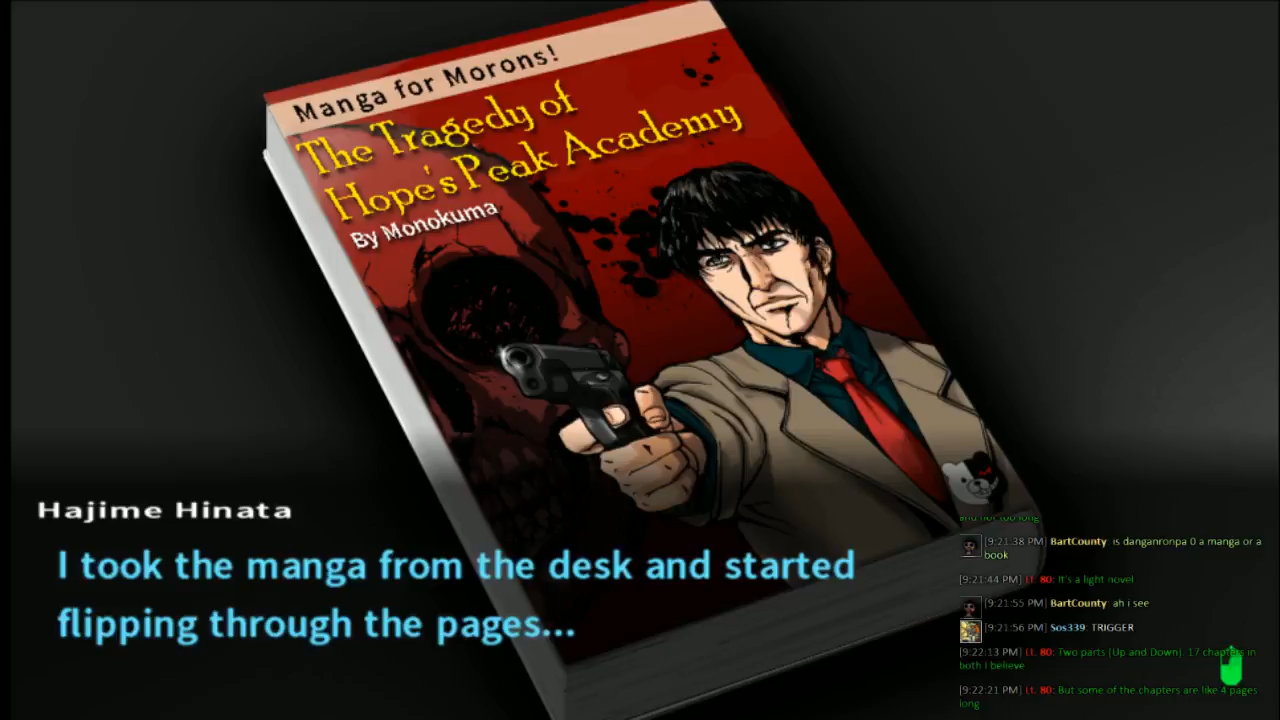 Manga for Morons!
The Tragedy of
Hope's Peak Academy
By Monokuma
Hajime Hinata
I took the manga from the desk and started
flipping through the pages...
and not too long
[9:21:38 PM] BartCounty: is danganronpa 0 a manga or a
book
[9:21:44 PM] Lt. 80: It's a light novel
[9:21:55 PM] BartCounty: ah i see
[9:21:56 PM] Sos339: TRIGGER
[9:22:13 PM] Lt. 80: Two parts (Up and Down). 17 chapters in
both I believe
[9:22:21 PM] Lt. 80: But some of the chapters are like 4 pages
long